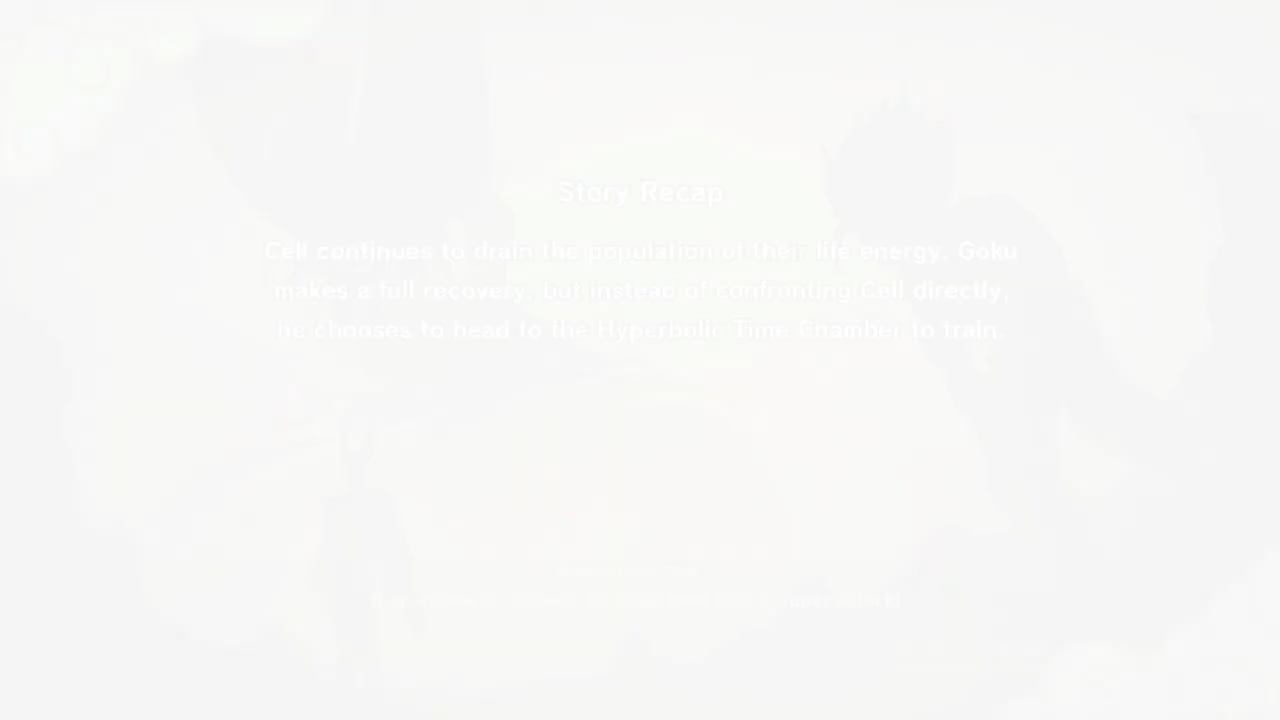 Story Recap
Cell continues to drain the population of their life energy. Goku
makes a full recovery, but instead of confronting Cell directly,
he chooses to head to the Hyperbolic Time Chamber to train.